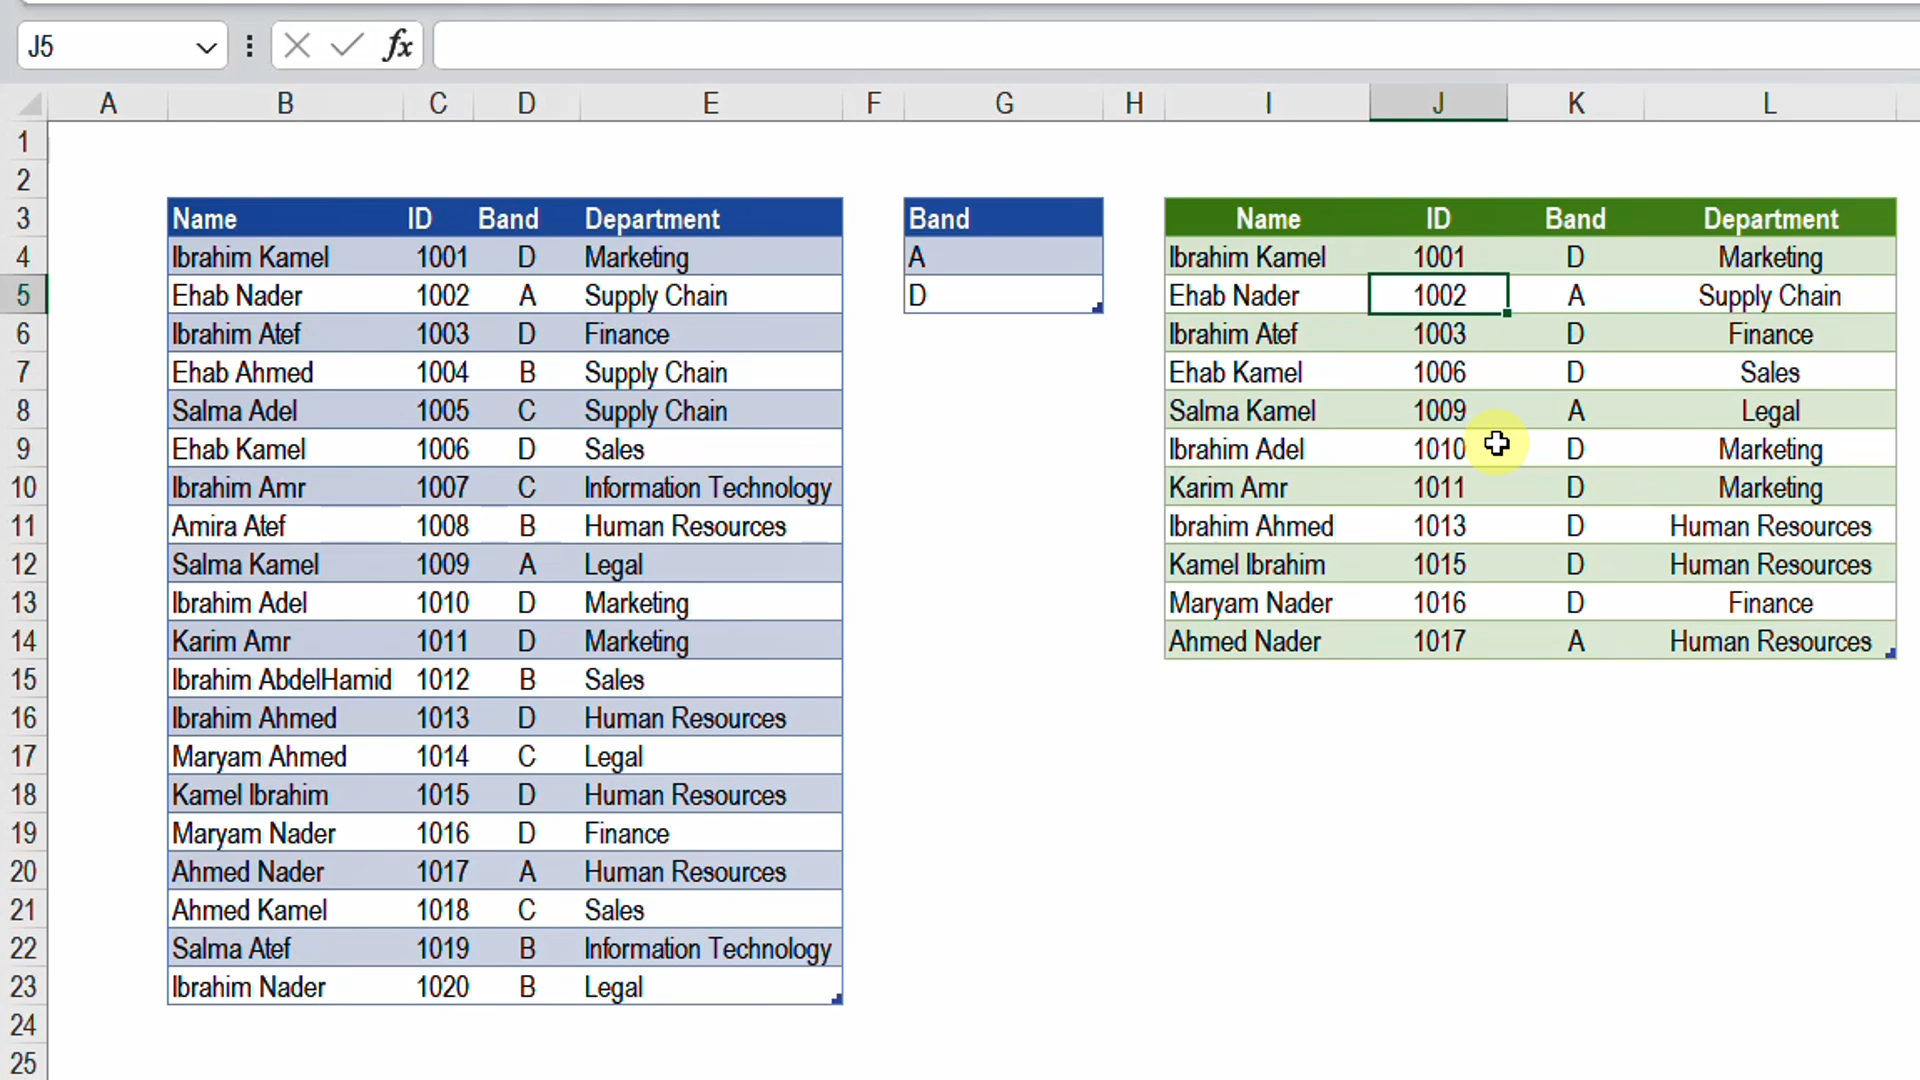 J5 fx
A B C D E F G H I J K L
1
2
3 Name ID Band Department Band Name ID Band Department
4 Ibrahim Kamel 1001 D Marketing A Ibrahim Kamel 1001 D Marketing
5 Ehab Nader 1002 A Supply Chain D Ehab Nader 1002 A Supply Chain
6 Ibrahim Atef 1003 D Finance Ibrahim Atef 1003 D Finance
7 Ehab Ahmed 1004 B Supply Chain Ehab Kamel 1006 D Sales
8 Salma Adel 1005 C Supply Chain Salma Kamel 1009 A Legal
9 Ehab Kamel 1006 D Sales Ibrahim Adel 1010 D Marketing
10 Ibrahim Amr 1007 C Information Technology Karim Amr 1011 D Marketing
11 Amira Atef 1008 B Human Resources Ibrahim Ahmed 1013 D Human Resources
12 Salma Kamel 1009 A Legal Kamel Ibrahim 1015 D Human Resources
13 Ibrahim Adel 1010 D Marketing Maryam Nader 1016 D Finance
14 Karim Amr 1011 D Marketing Ahmed Nader 1017 A Human Resources
15 Ibrahim AbdelHamid 1012 B Sales
16 Ibrahim Ahmed 1013 D Human Resources
17 Maryam Ahmed 1014 C Legal
18 Kamel Ibrahim 1015 D Human Resources
19 Maryam Nader 1016 D Finance
20 Ahmed Nader 1017 A Human Resources
21 Ahmed Kamel 1018 C Sales
22 Salma Atef 1019 B Information Technology
23 Ibrahim Nader 1020 B Legal
24
25